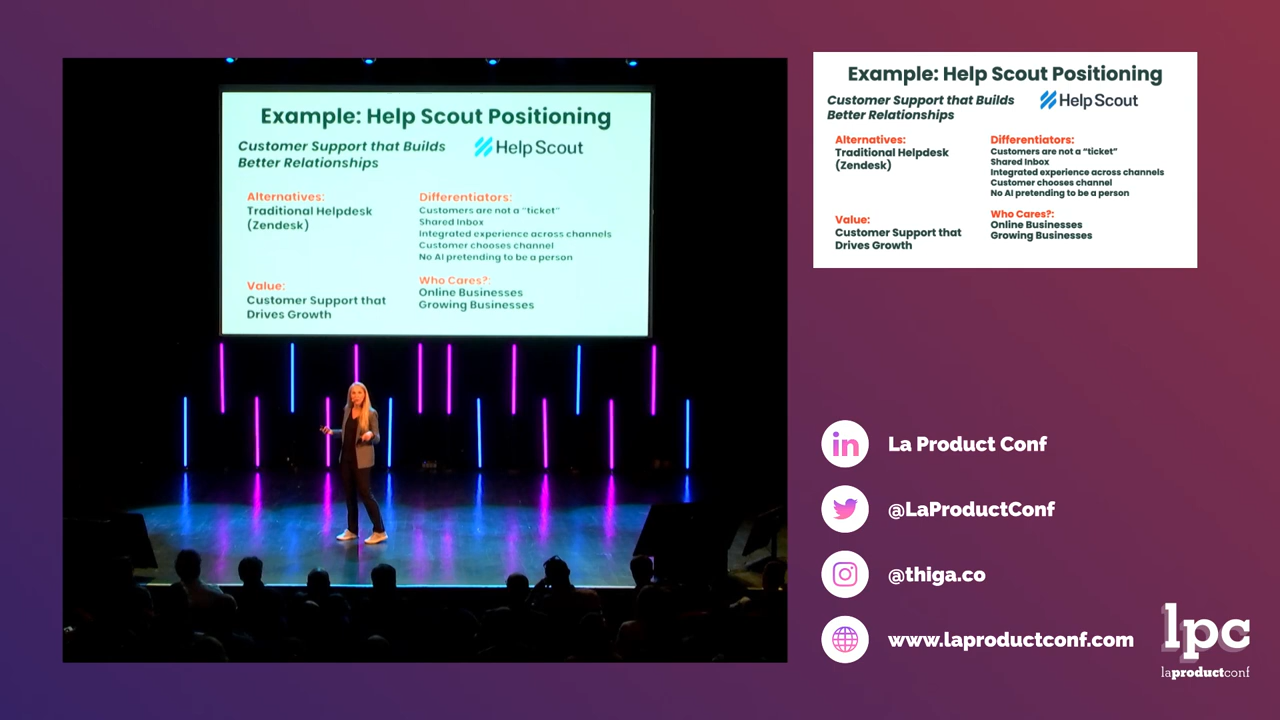 Example: Help Scout Positioning
Customer Support that Builds
Better Relationships
Help Scout
Alternatives:
Traditional Helpdesk
(Zendesk)
Differentiators:
Customers are not a “ticket”
Shared Inbox
Integrated experience across channels
Customer chooses channel
No AI pretending to be a person
Value:
Customer Support that
Drives Growth
Who Cares?:
Online Businesses
Growing Businesses
Example: Help Scout Positioning
Customer Support that Builds
Better Relationships
Help Scout
Alternatives:
Traditional Helpdesk
(Zendesk)
Differentiators:
Customers are not a “ticket”
Shared Inbox
Integrated experience across channels
Customer chooses channel
No AI pretending to be a person
Value:
Customer Support that
Drives Growth
Who Cares?:
Online Businesses
Growing Businesses
in
La Product Conf
@LaProductConf
@thiga.co
www.laproductconf.com
lpc
laproductconf